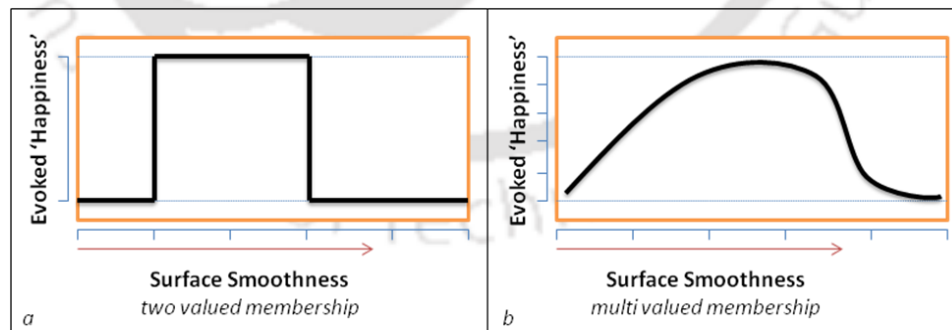 Evoked 'Happiness'
Surface Smoothness
two valued membership
a
Evoked 'Happiness'
Surface Smoothness
multi valued membership
b